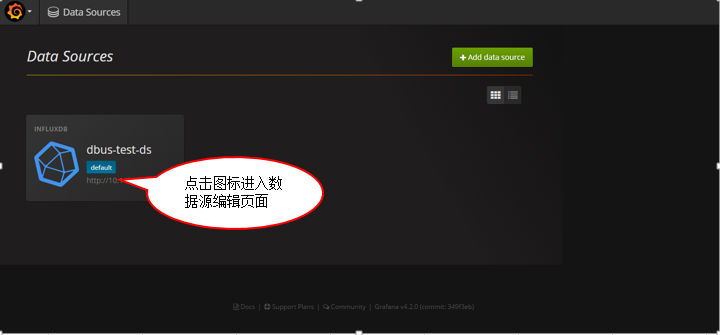 Data Sources
Data Sources
Add data source
INFLUXDB
dbus-test-ds
default
http://10.
点击图标进入数
据源编辑页面
Docs | Support Plans | Community | Grafana v4.2.0 (commit: 349f3eb)